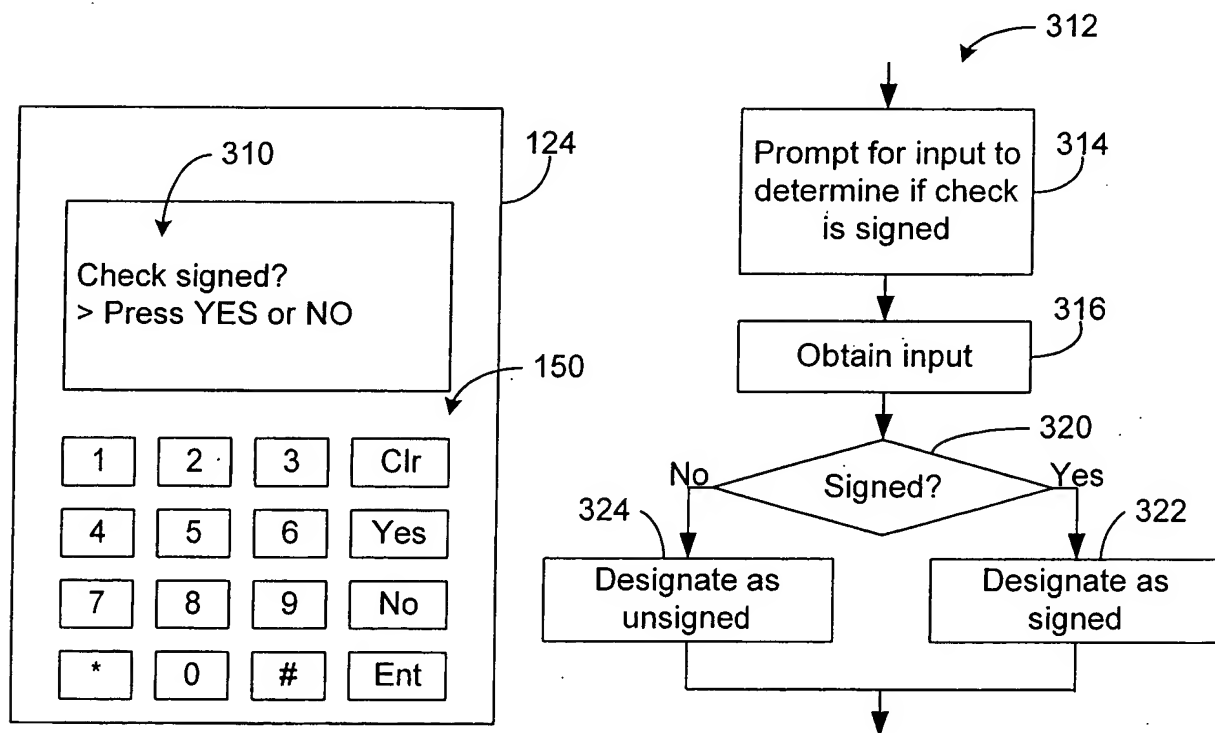 312
310
124
Check signed?
> Press YES or NO
150
1 2 3 Clr
4 5 6 Yes
7 8 9 No
* 0 # Ent
Prompt for input to
determine if check
is signed
314
Obtain input
316
320
No
Signed?
Yes
324
322
Designate as
unsigned
Designate as
signed